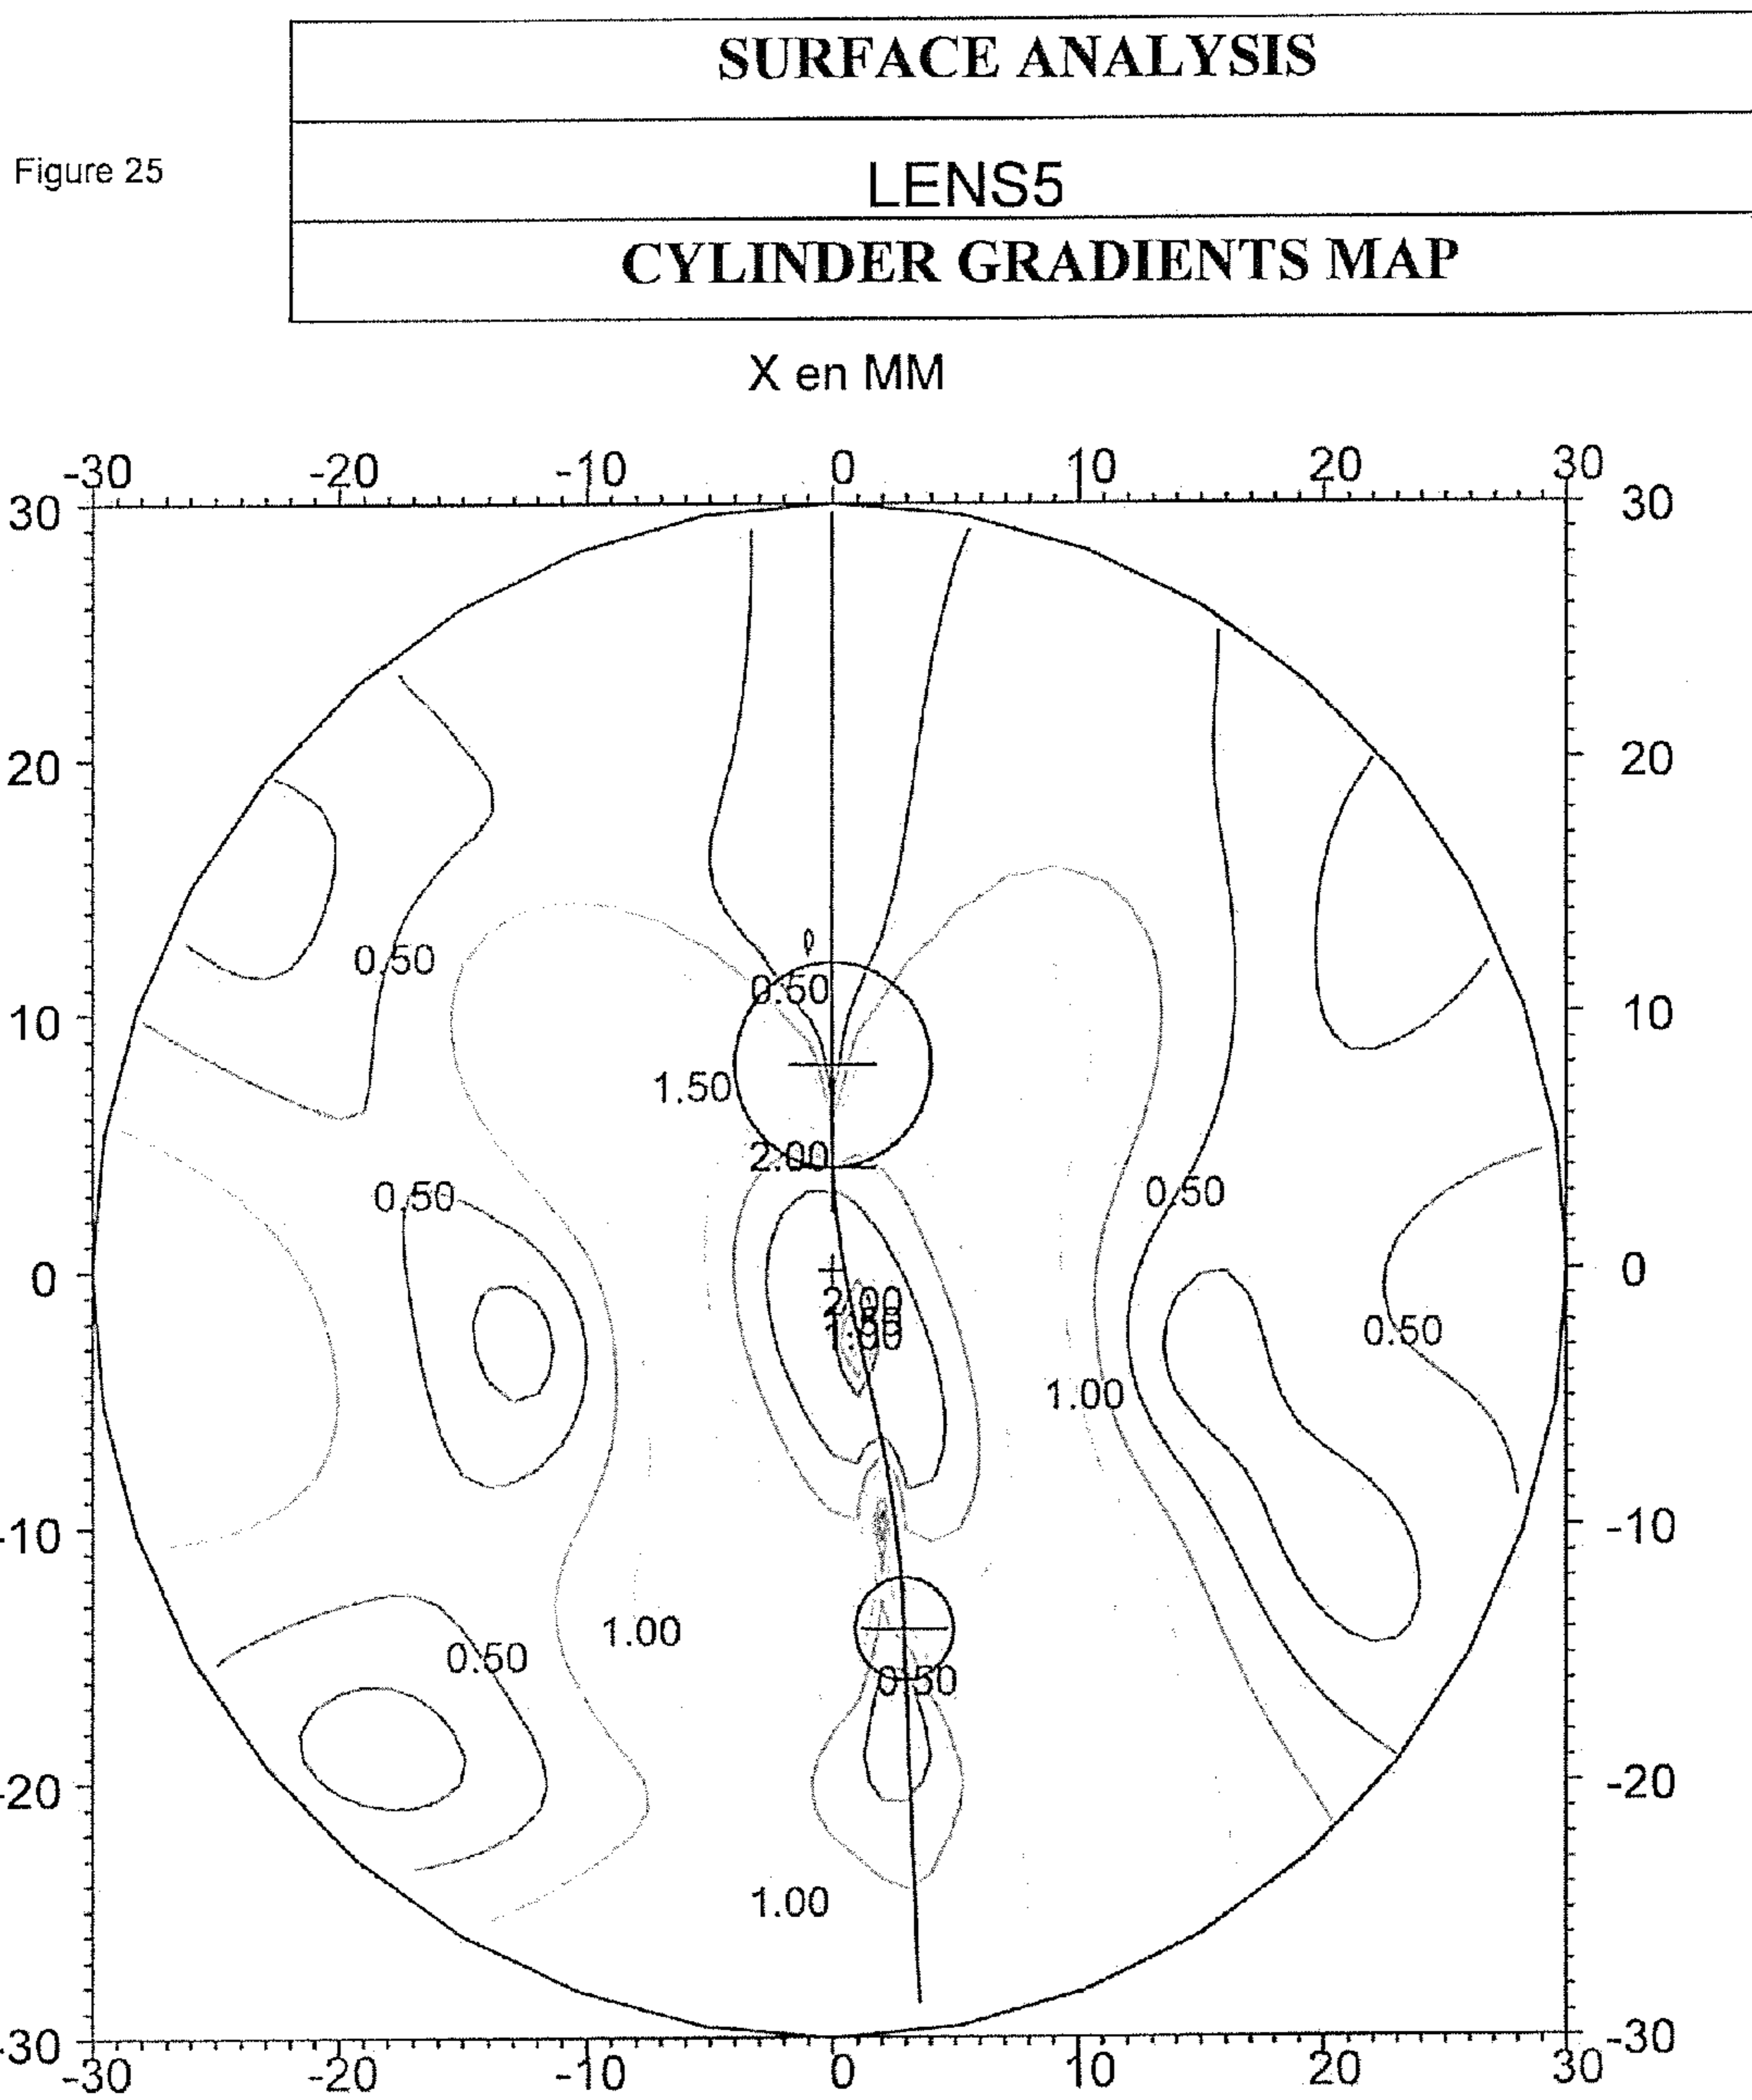 SURFACE ANALYSIS
Figure 25
LENS5
CYLINDER GRADIENTS MAP
X en MM
-30 -20 -10 0 10 20 30
30 30
20 20
0.50
0.50
10 10
1.50
2.00
0.50 0.50
0 0
2.00
0.50
1.00
-10 -10
1.00
0.50
0.50
-20 -20
1.00
-30 -30
-30 -20 -10 0 10 20 30